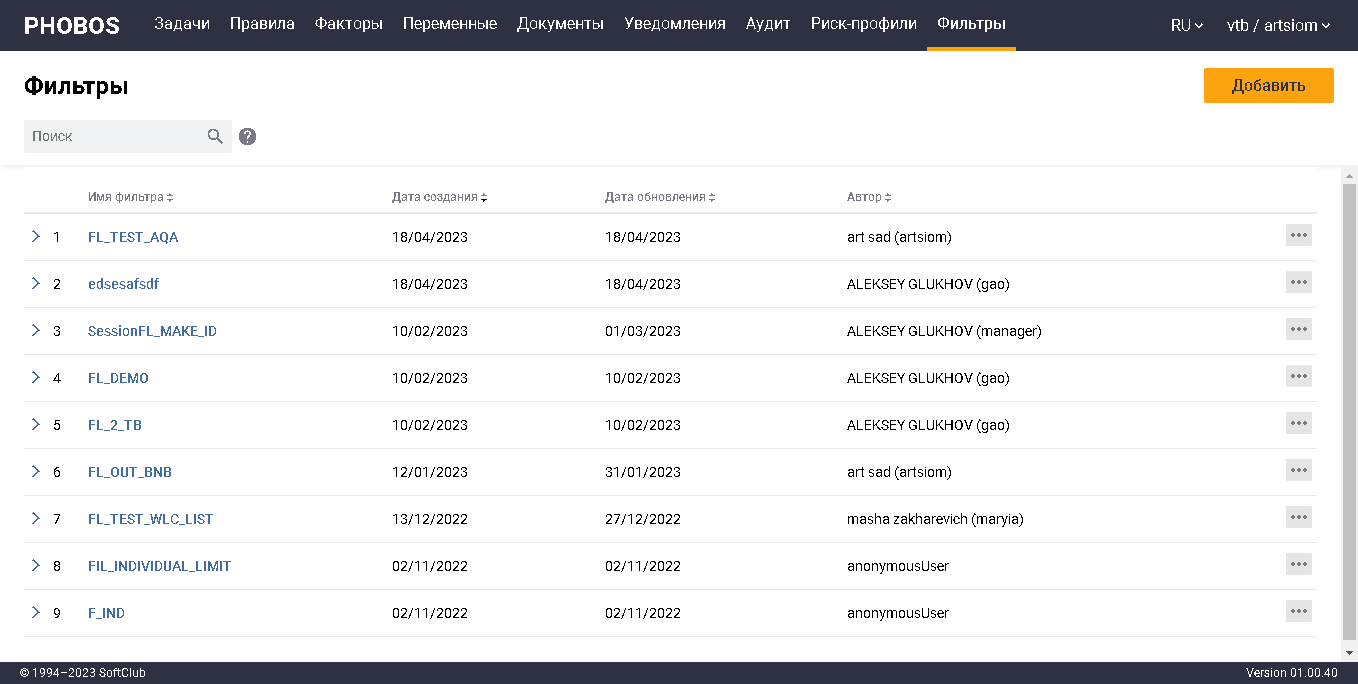 PHOBOS Задачи Правила Факторы Переменные Документы Уведомления Аудит Риск-профили Фильтры RU vtb / artsiom
Фильтры Добавить
Поиск ?
Имя фильтра Дата создания Дата обновления Автор
1 FL_TEST_AQA 18/04/2023 18/04/2023 art sad (artsiom) •••
2 edsesafsdf 18/04/2023 18/04/2023 ALEKSEY GLUKHOV (gao) •••
3 SessionFL_MAKE_ID 10/02/2023 01/03/2023 ALEKSEY GLUKHOV (manager) •••
4 FL_DEMO 10/02/2023 10/02/2023 ALEKSEY GLUKHOV (gao) •••
5 FL_2_TB 10/02/2023 10/02/2023 ALEKSEY GLUKHOV (gao) •••
6 FL_OUT_BNB 12/01/2023 31/01/2023 art sad (artsiom) •••
7 FL_TEST_WLC_LIST 13/12/2022 27/12/2022 masha zakharevich (maryia) •••
8 FIL_INDIVIDUAL_LIMIT 02/11/2022 02/11/2022 anonymousUser •••
9 F_IND 02/11/2022 02/11/2022 anonymousUser •••
© 1994–2023 SoftClub Version 01.00.40